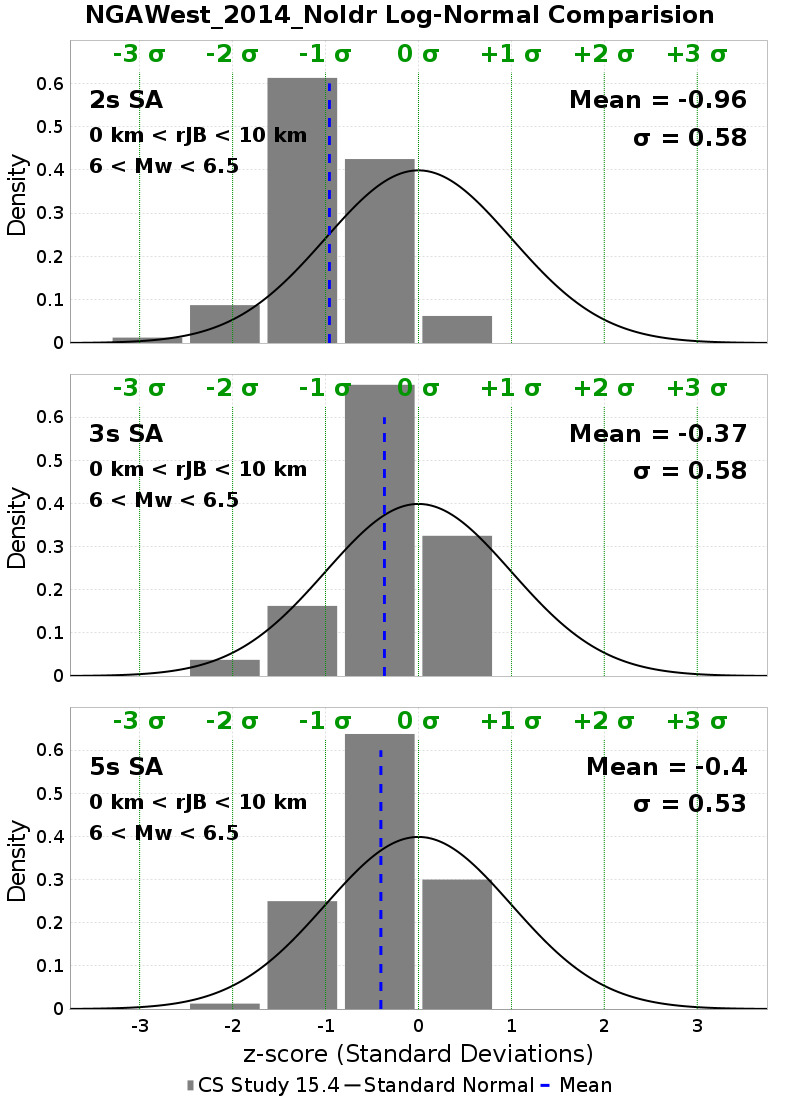 NGAWest_2014_NoIdr Log-Normal Comparision
-3 σ -2 σ -1 σ 0 σ +1 σ +2 σ +3 σ
2s SA
0 km < rJB < 10 km
6 < Mw < 6.5
Mean = -0.96
σ = 0.58
Density
0.6
0.5
0.4
0.3
0.2
0.1
0
-3 σ -2 σ -1 σ 0 σ +1 σ +2 σ +3 σ
3s SA
0 km < rJB < 10 km
6 < Mw < 6.5
Mean = -0.37
σ = 0.58
Density
0.6
0.5
0.4
0.3
0.2
0.1
0
-3 σ -2 σ -1 σ 0 σ +1 σ +2 σ +3 σ
5s SA
0 km < rJB < 10 km
6 < Mw < 6.5
Mean = -0.4
σ = 0.53
Density
0.6
0.5
0.4
0.3
0.2
0.1
0
-3 -2 -1 0 1 2 3
z-score (Standard Deviations)
CS Study 15.4 Standard Normal Mean